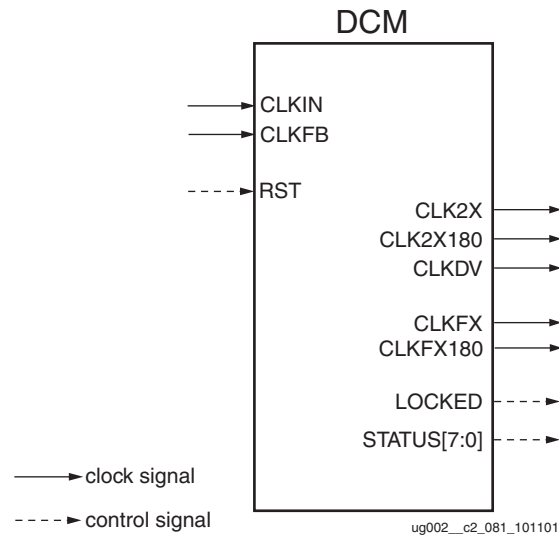 DCM
CLKIN
CLKFB
RST
CLK2X
CLK2X180
CLKDV
CLKFX
CLKFX180
LOCKED
STATUS[7:0]
clock signal
control signal
ug002__c2_081_101101